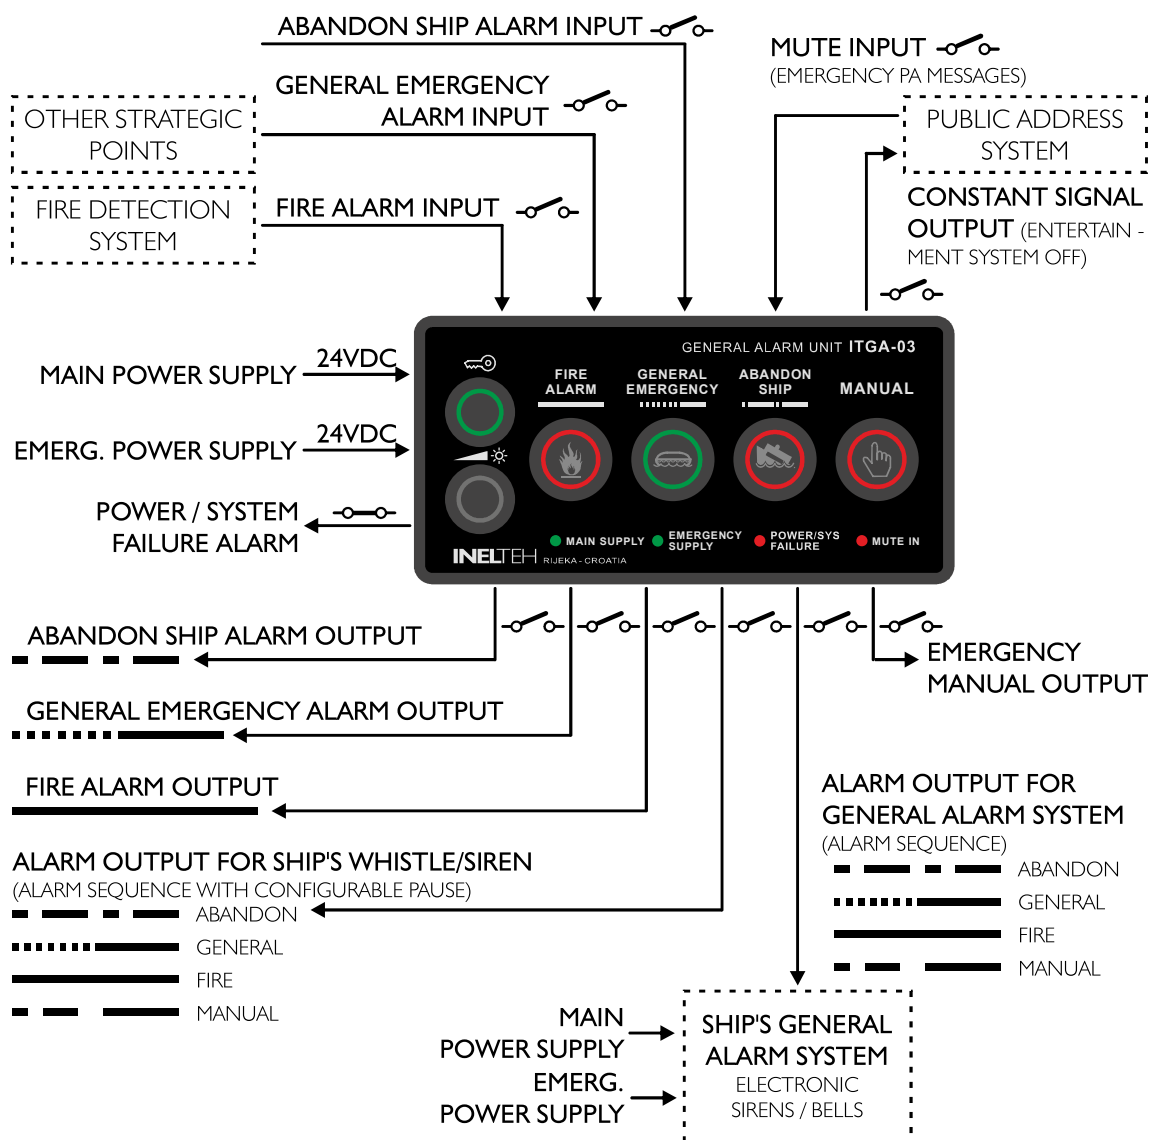 ABANDON SHIP ALARM INPUT
MUTE INPUT
(EMERGENCY PA MESSAGES)
GENERAL EMERGENCY
ALARM INPUT
OTHER STRATEGIC
POINTS
PUBLIC ADDRESS
SYSTEM
FIRE DETECTION
SYSTEM
FIRE ALARM INPUT
CONSTANT SIGNAL
OUTPUT (ENTERTAIN -
MENT SYSTEM OFF)
MAIN POWER SUPPLY
24VDC
EMERG. POWER SUPPLY
24VDC
POWER / SYSTEM
FAILURE ALARM
GENERAL ALARM UNIT ITGA-03
FIRE
ALARM
GENERAL
EMERGENCY
ABANDON
SHIP
MANUAL
MAIN SUPPLY
EMERGENCY
SUPPLY
POWER/SYS
FAILURE
MUTE IN
INELTEH RIJEKA - CROATIA
ABANDON SHIP ALARM OUTPUT
EMERGENCY
MANUAL OUTPUT
GENERAL EMERGENCY ALARM OUTPUT
FIRE ALARM OUTPUT
ALARM OUTPUT FOR SHIP'S WHISTLE/SIREN
(ALARM SEQUENCE WITH CONFIGURABLE PAUSE)
ABANDON
GENERAL
FIRE
MANUAL
ALARM OUTPUT FOR
GENERAL ALARM SYSTEM
(ALARM SEQUENCE)
ABANDON
GENERAL
FIRE
MANUAL
MAIN
POWER SUPPLY
EMERG.
POWER SUPPLY
SHIP'S GENERAL
ALARM SYSTEM
ELECTRONIC
SIRENS / BELLS